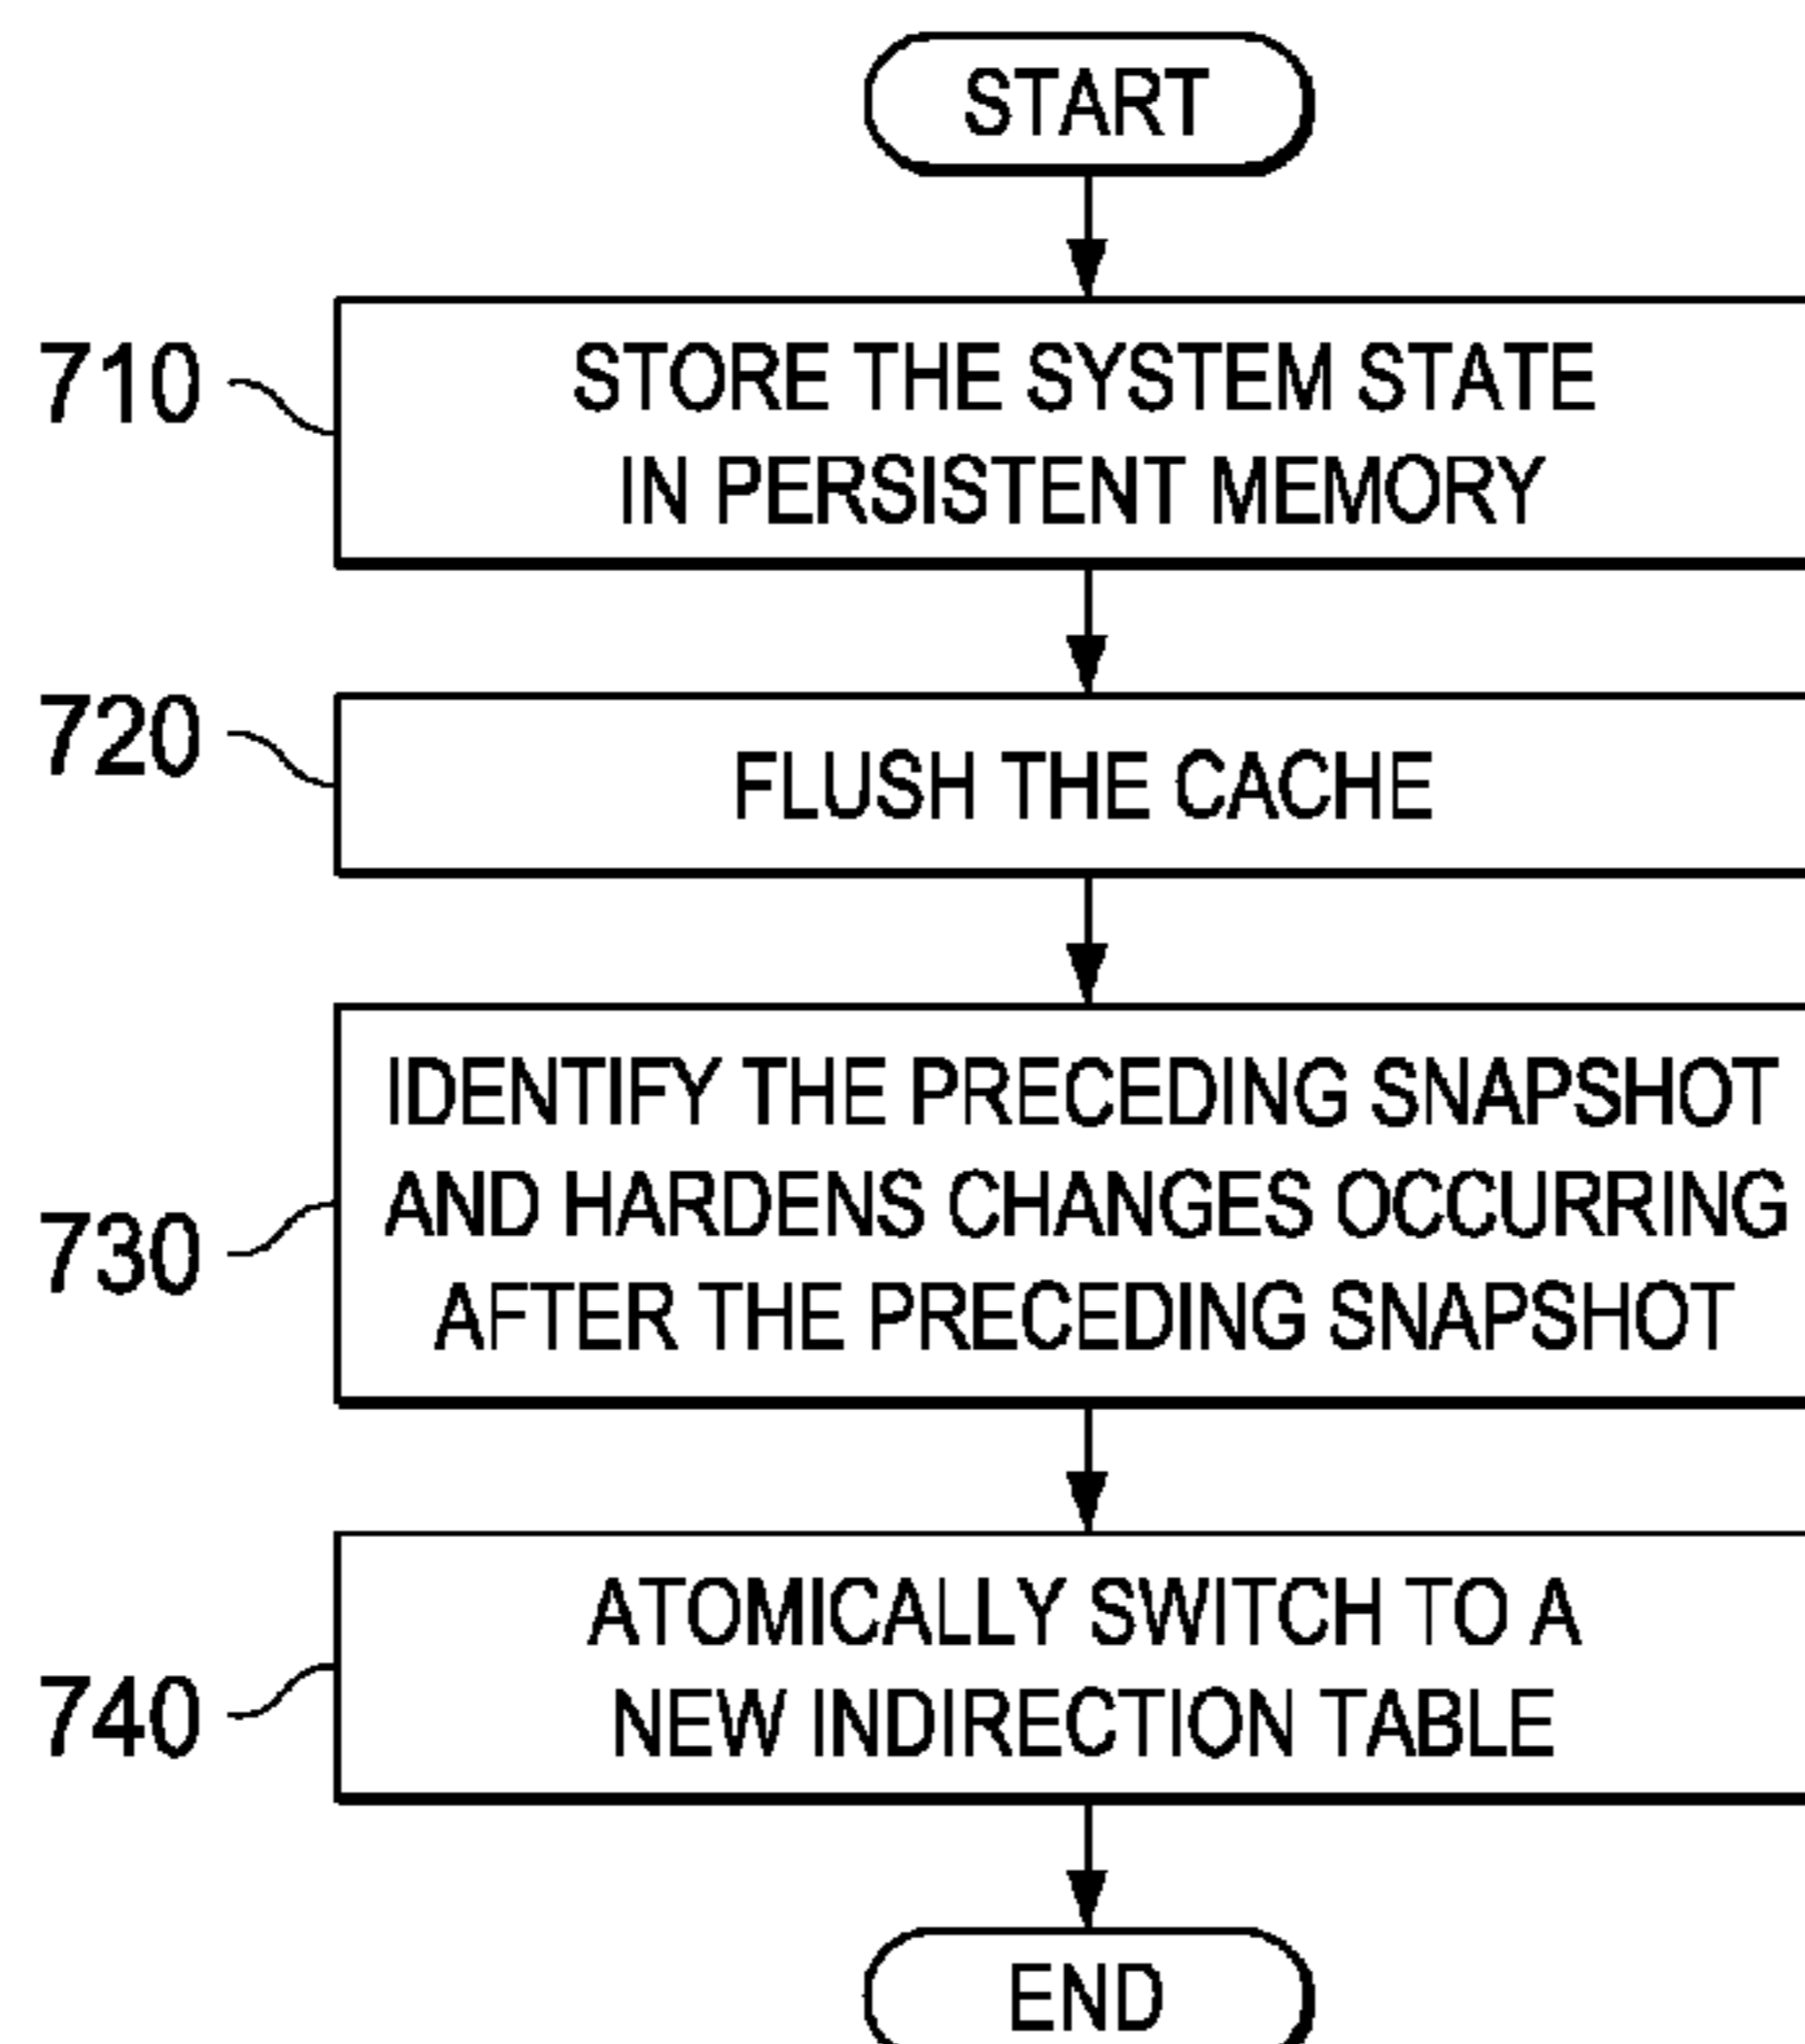 START
710
STORE THE SYSTEM STATE
IN PERSISTENT MEMORY
720
FLUSH THE CACHE
730
IDENTIFY THE PRECEDING SNAPSHOT
AND HARDENS CHANGES OCCURRING
AFTER THE PRECEDING SNAPSHOT
740
ATOMICALLY SWITCH TO A
NEW INDIRECTION TABLE
END